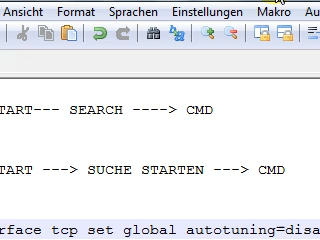 Ansicht Format Sprachen Einstellungen Makro
TART--- SEARCH ----> CMD
TART ---> SUCHE STARTEN ---> CMD
rface tcp set global autotuning=disa